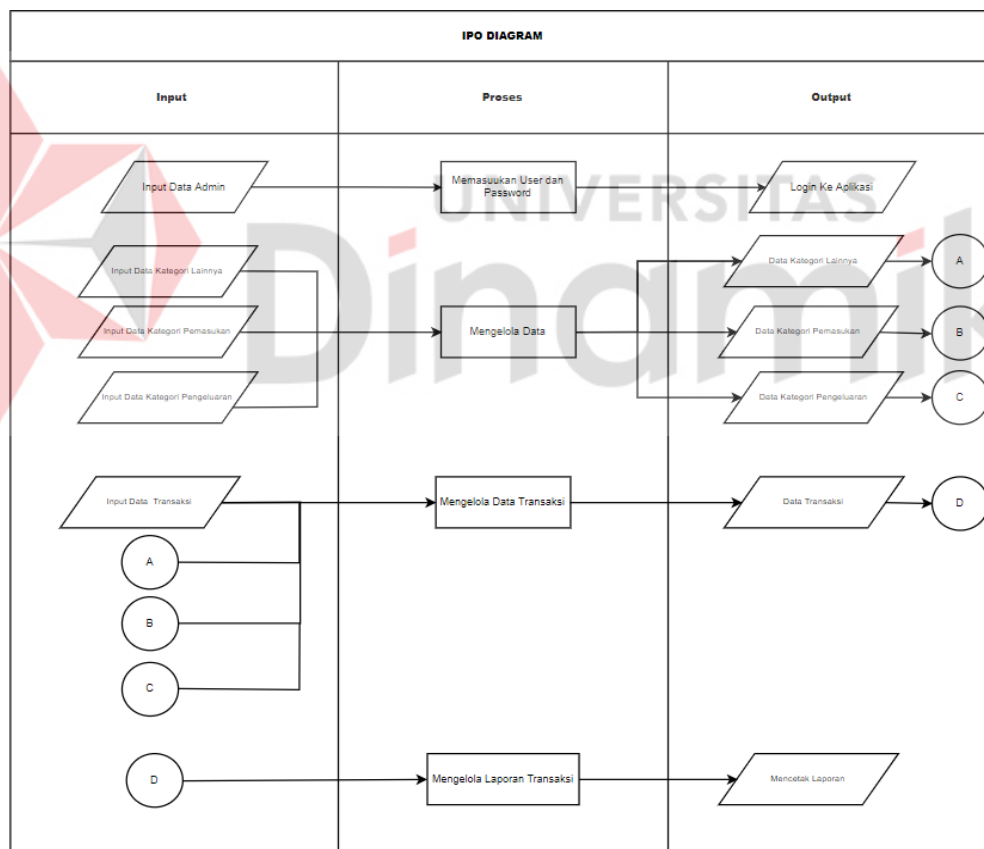 IPO DIAGRAM
Input
Proses
Output
Input Data Admin
Memasuukan User dan
Password
Login Ke Aplikasi
UNIVERSITAS
Dinamik
Input Data Kategori Lainnya
Data Kategori Lainnya
A
Input Data Kategori Pemasukan
Mengelola Data
Data Kategori Pemasukan
B
Input Data Kategori Pengeluaran
Data Kategori Pengeluaran
C
Input Data Transaksi
Mengelola Data Transaksi
Data Transaksi
D
A
B
C
D
Mengelola Laporan Transaksi
Mencetak Laporan